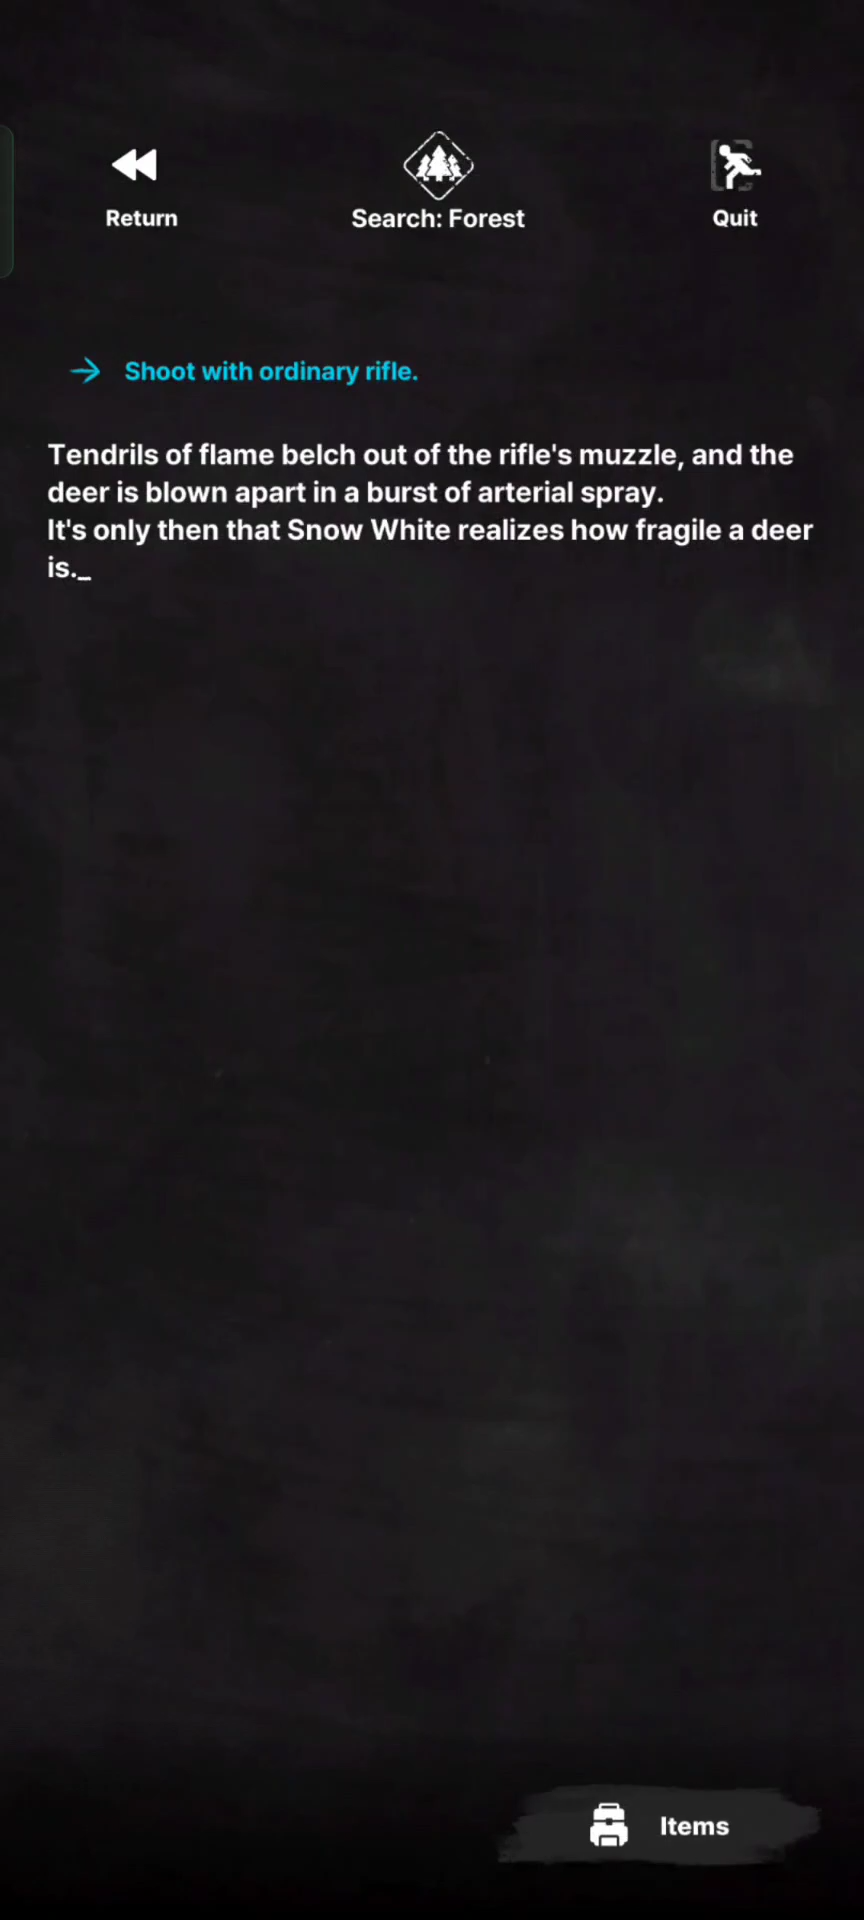 Return
Search: Forest
Quit
Shoot with ordinary rifle.
Tendrils of flame belch out of the rifle's muzzle, and the
deer is blown apart in a burst of arterial spray.
It's only then that Snow White realizes how fragile a deer
is._
Items